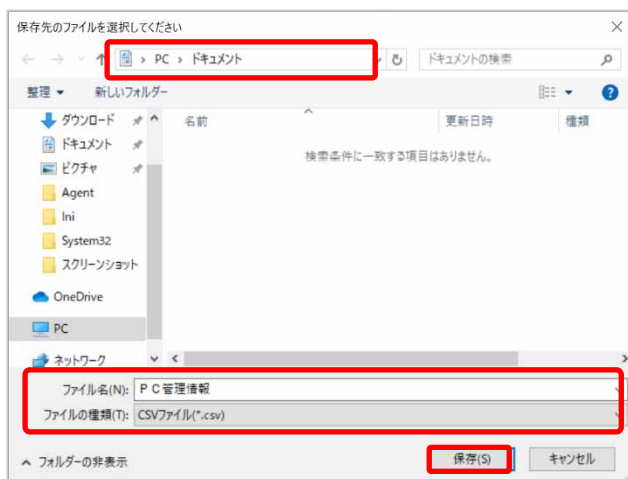 保存先のファイルを選択してください
PC > ドキュメント
ドキュメントの検索
整理
新しいフォルダー
ダウンロード
ドキュメント
ピクチャ
Agent
Ini
System32
スクリーンショット
OneDrive
PC
ネットワーク
名前
更新日時
種類
検索条件に一致する項目はありません。
ファイル名(N): ＰＣ管理情報
ファイルの種類(T): CSVファイル(*.csv)
フォルダーの非表示
保存(S)
キャンセル